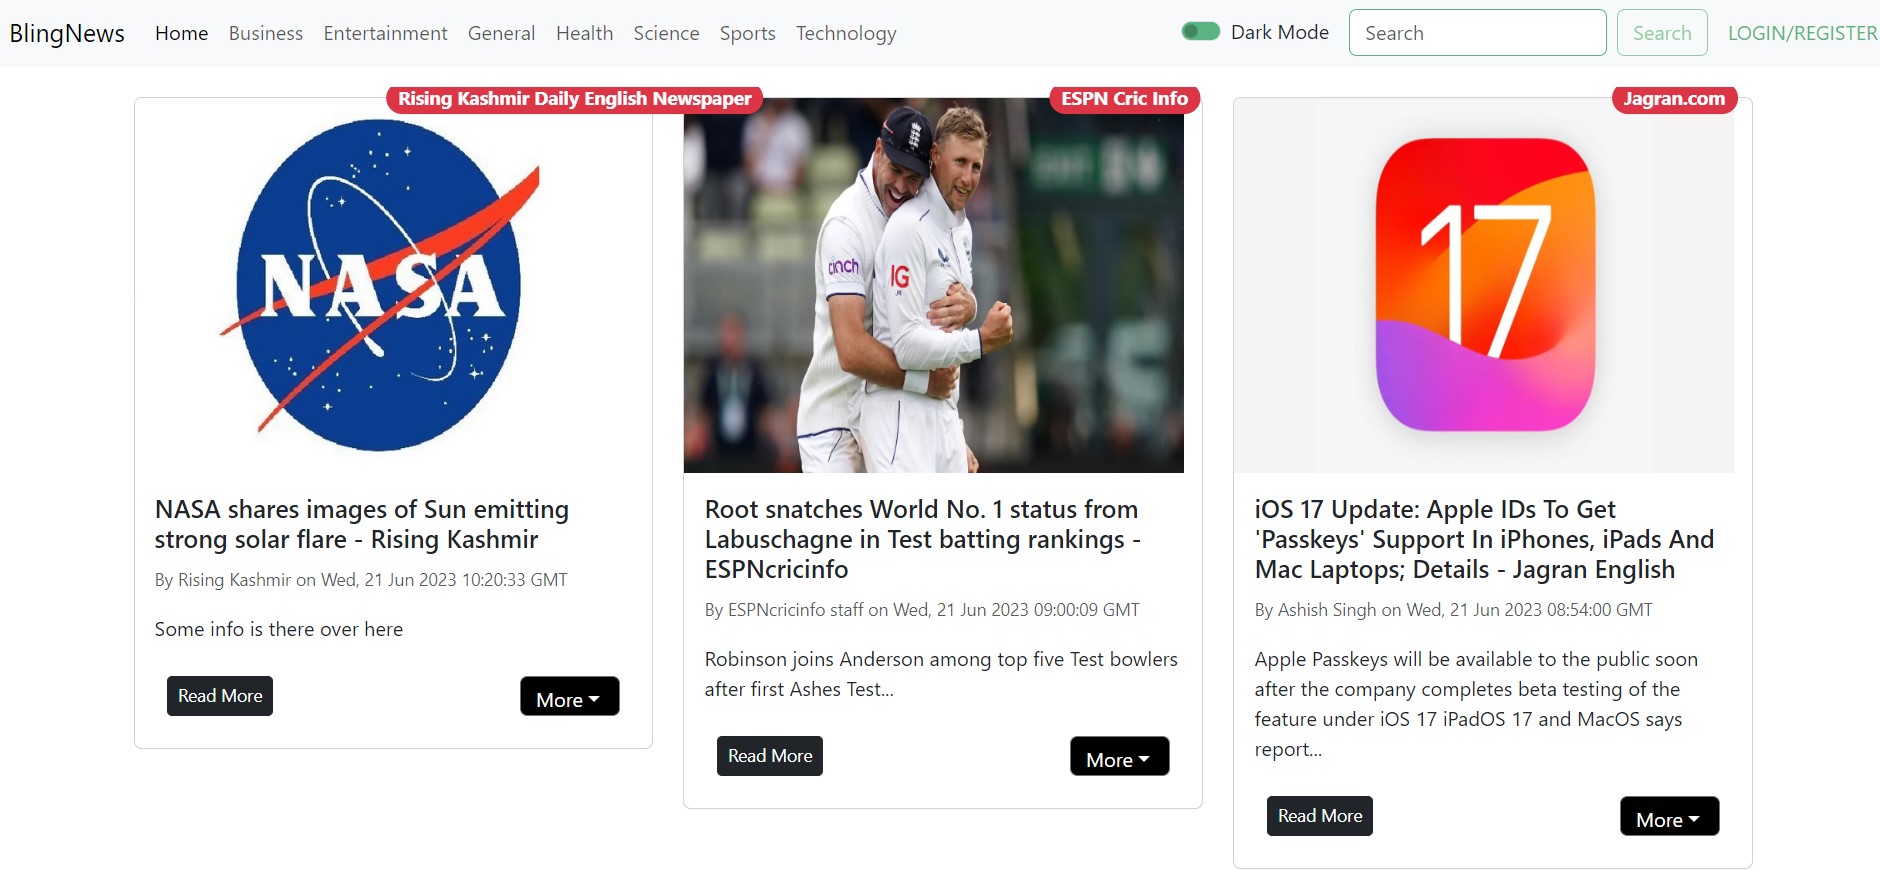 BlingNews Home Business Entertainment General Health Science Sports Technology Dark Mode Search Search LOGIN/REGISTER
Rising Kashmir Daily English Newspaper
NASA
NASA shares images of Sun emitting
strong solar flare - Rising Kashmir
By Rising Kashmir on Wed, 21 Jun 2023 10:20:33 GMT
Some info is there over here
Read More More
ESPN Cric Info
cinch
IG
JR
Root snatches World No. 1 status from
Labuschagne in Test batting rankings -
ESPNcricinfo
By ESPNcricinfo staff on Wed, 21 Jun 2023 09:00:09 GMT
Robinson joins Anderson among top five Test bowlers
after first Ashes Test...
Read More More
Jagran.com
17
iOS 17 Update: Apple IDs To Get
'Passkeys' Support In iPhones, iPads And
Mac Laptops; Details - Jagran English
By Ashish Singh on Wed, 21 Jun 2023 08:54:00 GMT
Apple Passkeys will be available to the public soon
after the company completes beta testing of the
feature under iOS 17 iPadOS 17 and MacOS says
report...
Read More More